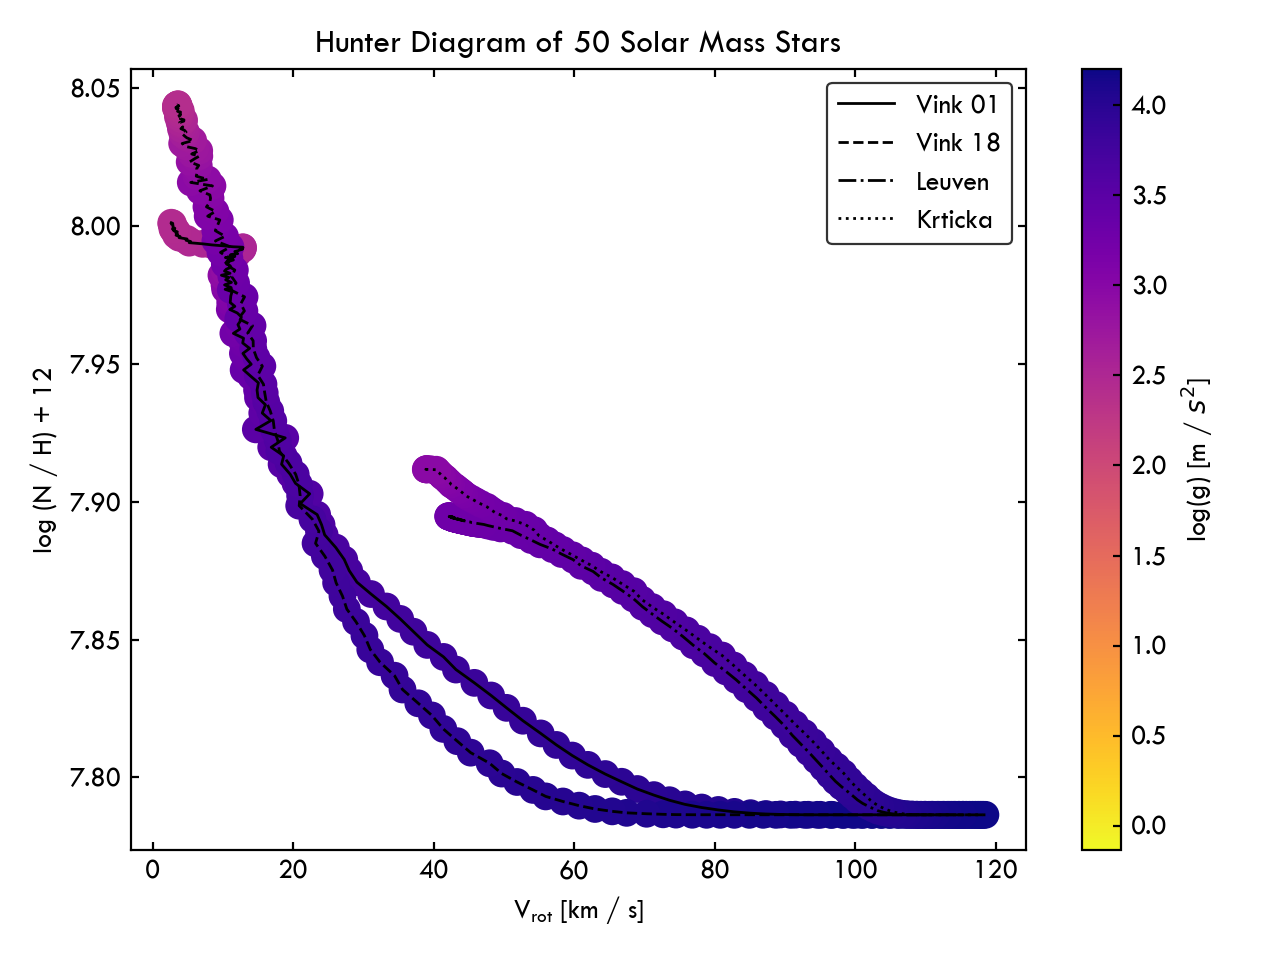 Hunter Diagram of 50 Solar Mass Stars
Vink 01
Vink 18
Leuven
Krticka
8.05
8.00
7.95
7.90
7.85
7.80
log (N / H) + 12
0
20
40
60
80
100
120
V_rot [km / s]
4.0
3.5
3.0
2.5
2.0
1.5
1.0
0.5
0.0
log(g) [m / s²]